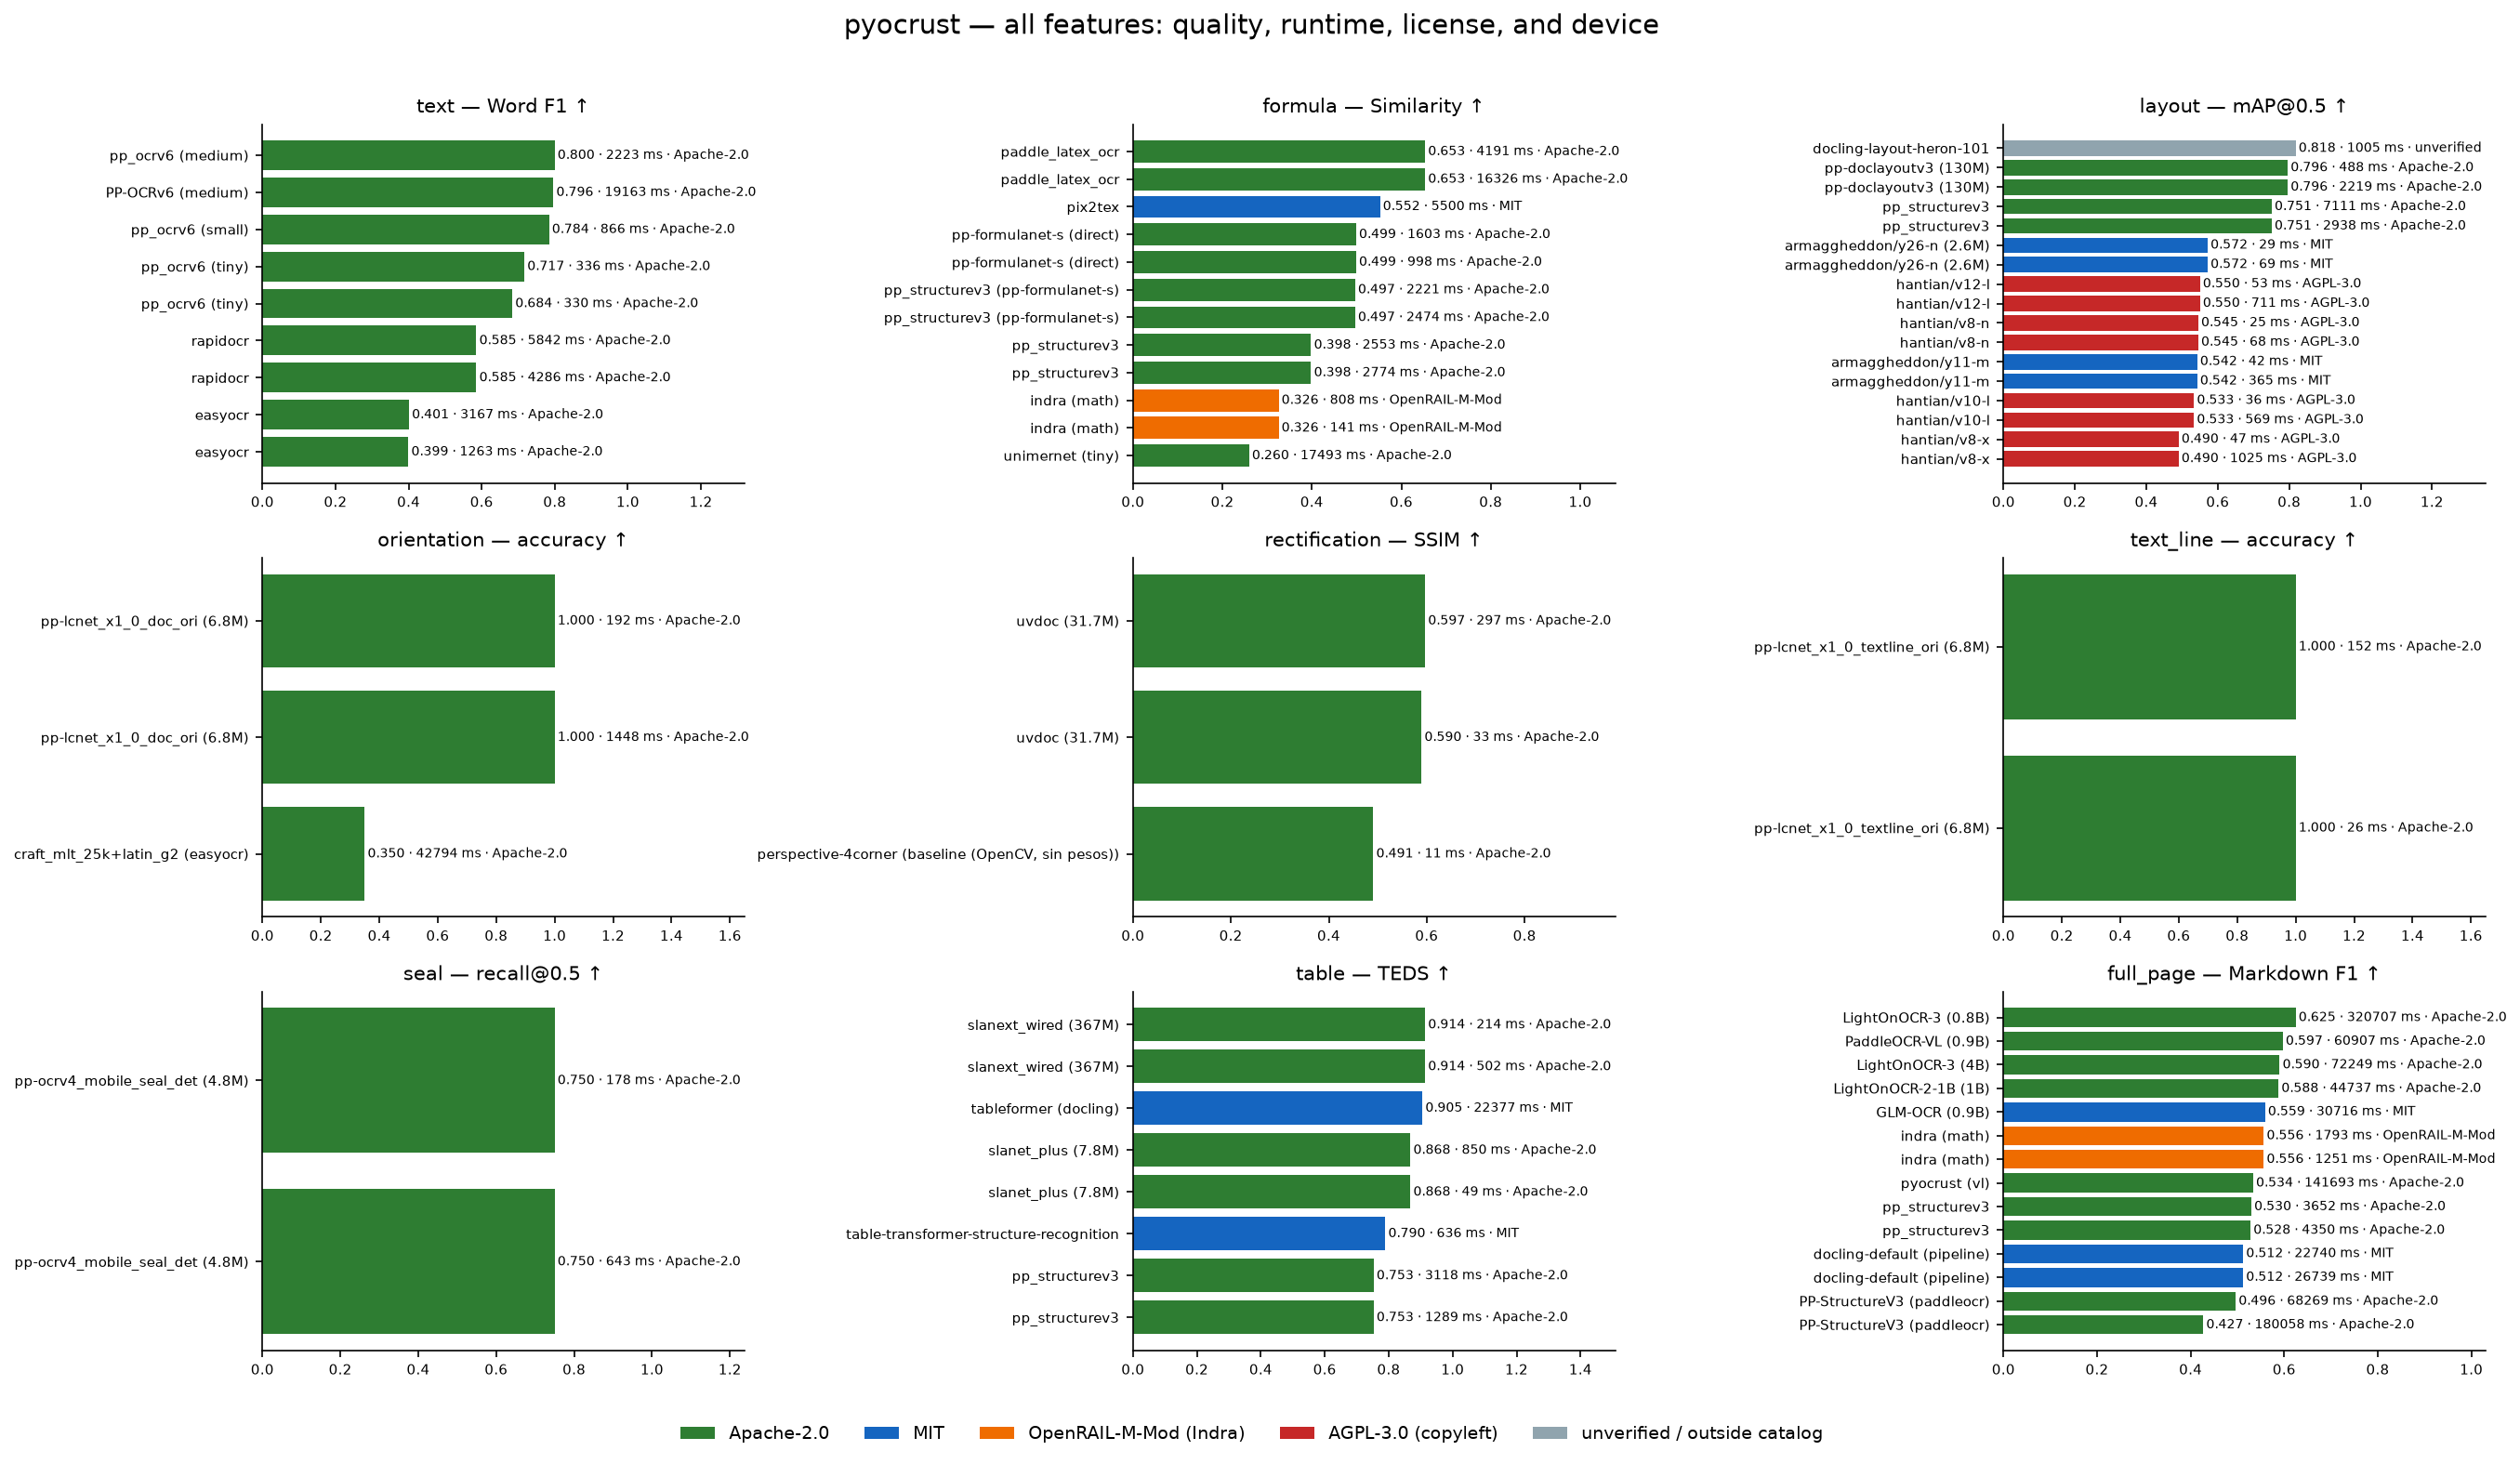 pyocrust — all features: quality, runtime, license, and device
text — Word F1 ↑
pp_ocrv6 (medium) 0.800 · 2223 ms · Apache-2.0
PP-OCRv6 (medium) 0.796 · 19163 ms · Apache-2.0
pp_ocrv6 (small) 0.784 · 866 ms · Apache-2.0
pp_ocrv6 (tiny) 0.717 · 336 ms · Apache-2.0
pp_ocrv6 (tiny) 0.684 · 330 ms · Apache-2.0
rapidocr 0.585 · 5842 ms · Apache-2.0
rapidocr 0.585 · 4286 ms · Apache-2.0
easyocr 0.401 · 3167 ms · Apache-2.0
easyocr 0.399 · 1263 ms · Apache-2.0
0.0 0.2 0.4 0.6 0.8 1.0 1.2
formula — Similarity ↑
paddle_latex_ocr 0.653 · 4191 ms · Apache-2.0
paddle_latex_ocr 0.653 · 16326 ms · Apache-2.0
pix2tex 0.552 · 5500 ms · MIT
pp-formulanet-s (direct) 0.499 · 1603 ms · Apache-2.0
pp-formulanet-s (direct) 0.499 · 998 ms · Apache-2.0
pp_structurev3 (pp-formulanet-s) 0.497 · 2221 ms · Apache-2.0
pp_structurev3 (pp-formulanet-s) 0.497 · 2474 ms · Apache-2.0
pp_structurev3 0.398 · 2553 ms · Apache-2.0
pp_structurev3 0.398 · 2774 ms · Apache-2.0
indra (math) 0.326 · 808 ms · OpenRAIL-M-Mod
indra (math) 0.326 · 141 ms · OpenRAIL-M-Mod
unimernet (tiny) 0.260 · 17493 ms · Apache-2.0
0.0 0.2 0.4 0.6 0.8 1.0
layout — mAP@0.5 ↑
docling-layout-heron-101 0.818 · 1005 ms · unverified
pp-doclayoutv3 (130M) 0.796 · 488 ms · Apache-2.0
pp-doclayoutv3 (130M) 0.796 · 2219 ms · Apache-2.0
pp_structurev3 0.751 · 7111 ms · Apache-2.0
pp_structurev3 0.751 · 2938 ms · Apache-2.0
armaggheddon/y26-n (2.6M) 0.572 · 29 ms · MIT
armaggheddon/y26-n (2.6M) 0.572 · 69 ms · MIT
hantian/v12-l 0.550 · 53 ms · AGPL-3.0
hantian/v12-l 0.550 · 711 ms · AGPL-3.0
hantian/v8-n 0.545 · 25 ms · AGPL-3.0
hantian/v8-n 0.545 · 68 ms · AGPL-3.0
armaggheddon/y11-m 0.542 · 42 ms · MIT
armaggheddon/y11-m 0.542 · 365 ms · MIT
hantian/v10-l 0.533 · 36 ms · AGPL-3.0
hantian/v10-l 0.533 · 569 ms · AGPL-3.0
hantian/v8-x 0.490 · 47 ms · AGPL-3.0
hantian/v8-x 0.490 · 1025 ms · AGPL-3.0
0.0 0.2 0.4 0.6 0.8 1.0 1.2
orientation — accuracy ↑
pp-lcnet_x1_0_doc_ori (6.8M) 1.000 · 192 ms · Apache-2.0
pp-lcnet_x1_0_doc_ori (6.8M) 1.000 · 1448 ms · Apache-2.0
craft_mlt_25k+latin_g2 (easyocr) 0.350 · 42794 ms · Apache-2.0
0.0 0.2 0.4 0.6 0.8 1.0 1.2 1.4 1.6
rectification — SSIM ↑
uvdoc (31.7M) 0.597 · 297 ms · Apache-2.0
uvdoc (31.7M) 0.590 · 33 ms · Apache-2.0
perspective-4corner (baseline (OpenCV, sin pesos)) 0.491 · 11 ms · Apache-2.0
0.0 0.2 0.4 0.6 0.8
text_line — accuracy ↑
pp-lcnet_x1_0_textline_ori (6.8M) 1.000 · 152 ms · Apache-2.0
pp-lcnet_x1_0_textline_ori (6.8M) 1.000 · 26 ms · Apache-2.0
0.0 0.2 0.4 0.6 0.8 1.0 1.2 1.4 1.6
seal — recall@0.5 ↑
pp-ocrv4_mobile_seal_det (4.8M) 0.750 · 178 ms · Apache-2.0
pp-ocrv4_mobile_seal_det (4.8M) 0.750 · 643 ms · Apache-2.0
0.0 0.2 0.4 0.6 0.8 1.0 1.2
table — TEDS ↑
slanext_wired (367M) 0.914 · 214 ms · Apache-2.0
slanext_wired (367M) 0.914 · 502 ms · Apache-2.0
tableformer (docling) 0.905 · 22377 ms · MIT
slanet_plus (7.8M) 0.868 · 850 ms · Apache-2.0
slanet_plus (7.8M) 0.868 · 49 ms · Apache-2.0
table-transformer-structure-recognition 0.790 · 636 ms · MIT
pp_structurev3 0.753 · 3118 ms · Apache-2.0
pp_structurev3 0.753 · 1289 ms · Apache-2.0
0.0 0.2 0.4 0.6 0.8 1.0 1.2 1.4
full_page — Markdown F1 ↑
LightOnOCR-3 (0.8B) 0.625 · 320707 ms · Apache-2.0
PaddleOCR-VL (0.9B) 0.597 · 60907 ms · Apache-2.0
LightOnOCR-3 (4B) 0.590 · 72249 ms · Apache-2.0
LightOnOCR-2-1B (1B) 0.588 · 44737 ms · Apache-2.0
GLM-OCR (0.9B) 0.559 · 30716 ms · MIT
indra (math) 0.556 · 1793 ms · OpenRAIL-M-Mod
indra (math) 0.556 · 1251 ms · OpenRAIL-M-Mod
pyocrust (vl) 0.534 · 141693 ms · Apache-2.0
pp_structurev3 0.530 · 3652 ms · Apache-2.0
pp_structurev3 0.528 · 4350 ms · Apache-2.0
docling-default (pipeline) 0.512 · 22740 ms · MIT
docling-default (pipeline) 0.512 · 26739 ms · MIT
PP-StructureV3 (paddleocr) 0.496 · 68269 ms · Apache-2.0
PP-StructureV3 (paddleocr) 0.427 · 180058 ms · Apache-2.0
0.0 0.2 0.4 0.6 0.8 1.0
Apache-2.0 MIT OpenRAIL-M-Mod (Indra) AGPL-3.0 (copyleft) unverified / outside catalog